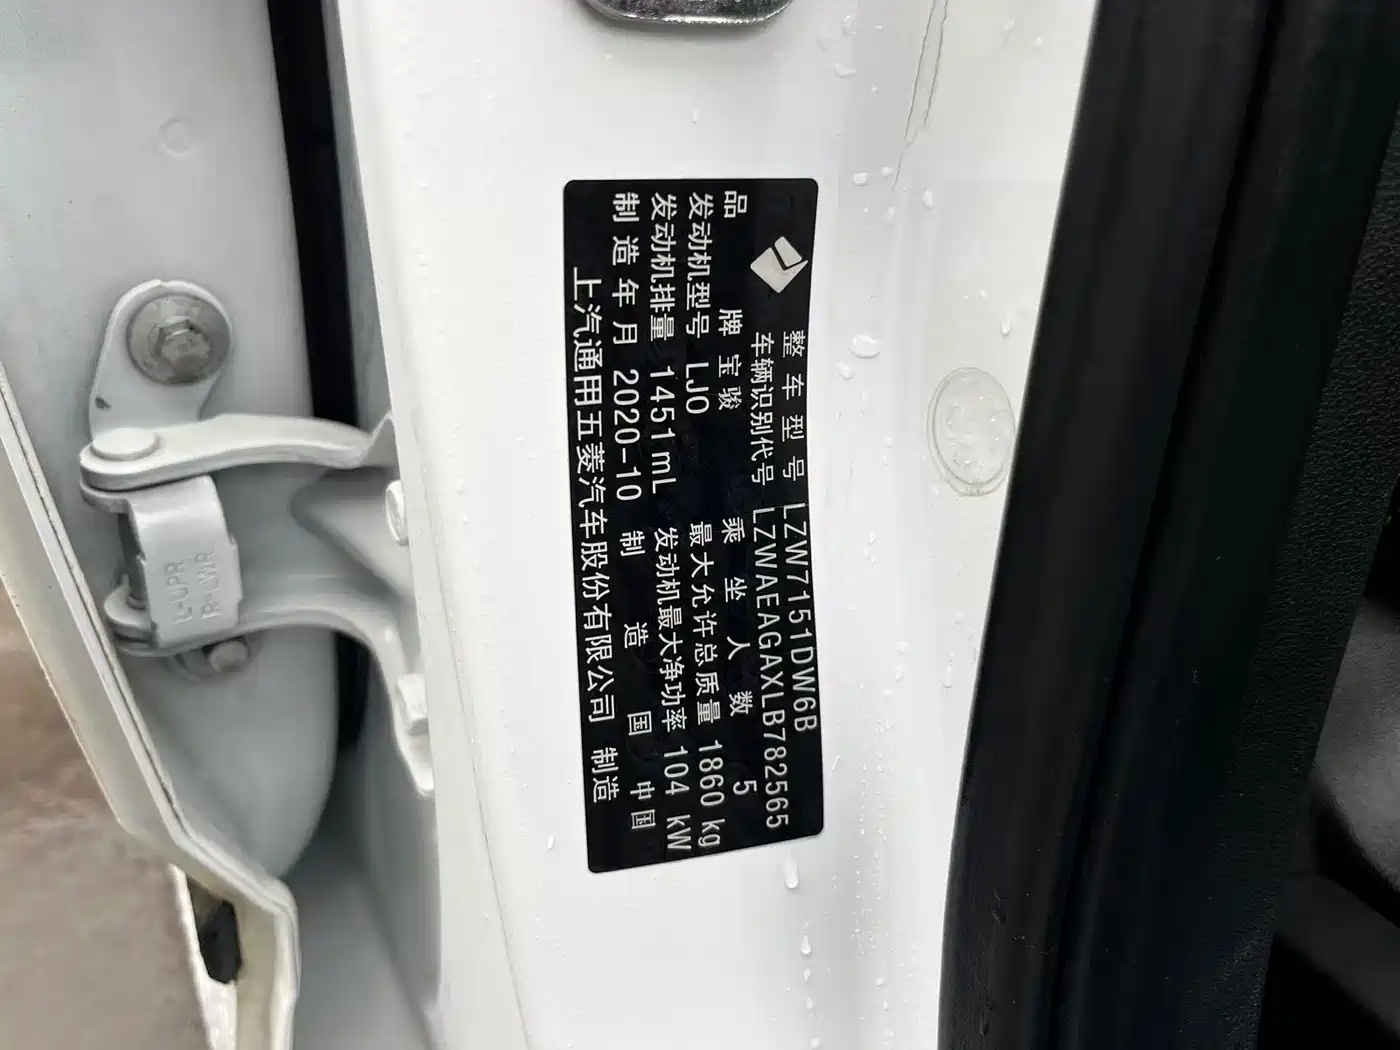 整车型号 LZW7151DW6B
车辆识别代号 LZWAEAGAXLB782565
品牌 宝骏 乘坐人数 5
发动机型号 LJO 最大允许总质量 1860 kg
发动机排量 1451mL 发动机最大净功率 104 kW
制造年月 2020-10 制造国 中国
上汽通用五菱汽车股份有限公司 制造
L-UPR
R-LWR